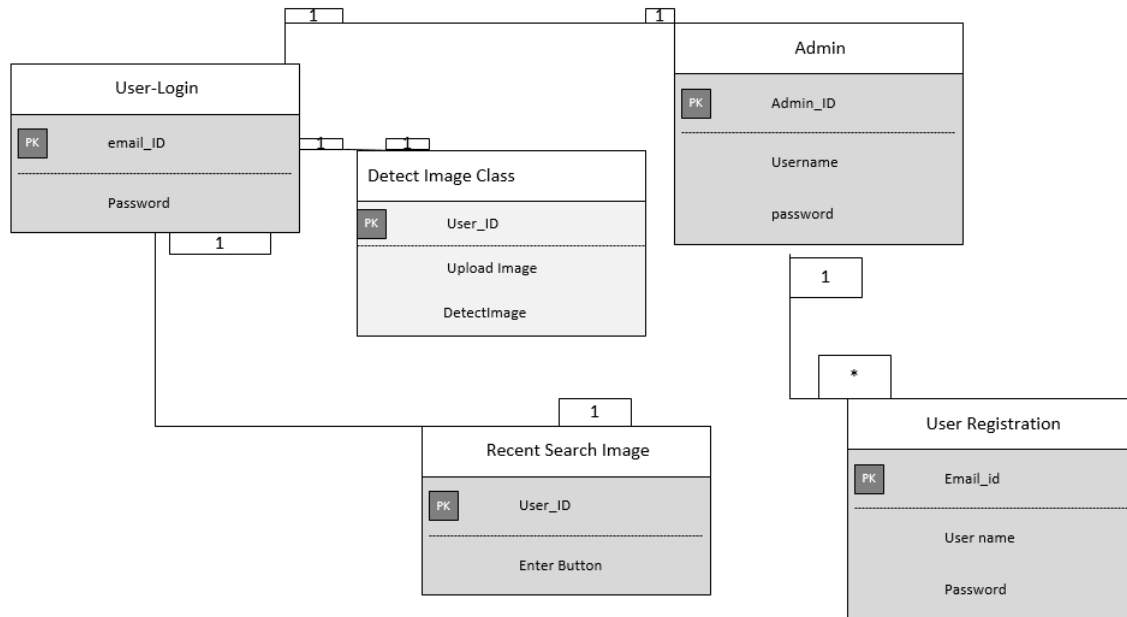 1
1
User-Login
PK
email_ID
Password
1
1
1
Detect Image Class
PK
User_ID
Upload Image
DetectImage
Admin
PK
Admin_ID
Username
password
1
*
1
Recent Search Image
PK
User_ID
Enter Button
User Registration
PK
Email_id
User name
Password